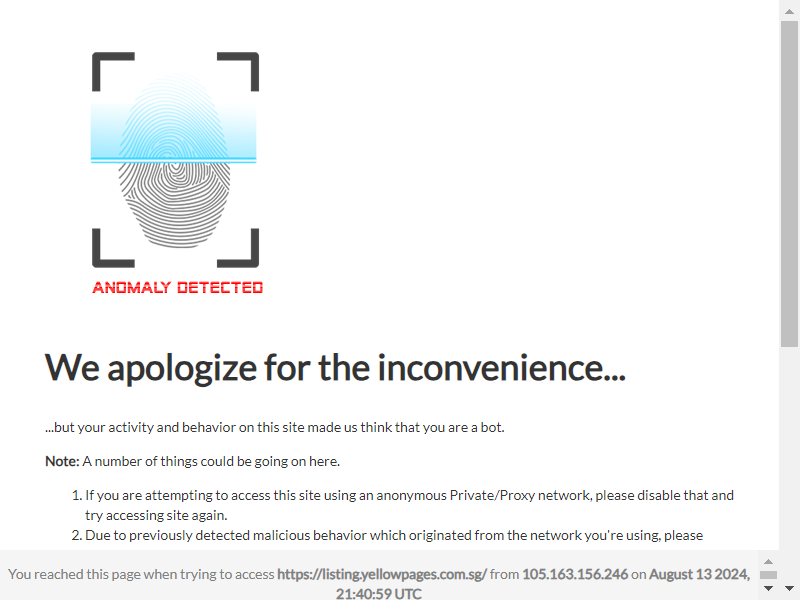 ANOMALY DETECTED
We apologize for the inconvenience...
...but your activity and behavior on this site made us think that you are a bot.
Note: A number of things could be going on here.
1. If you are attempting to access this site using an anonymous Private/Proxy network, please disable that and
try accessing site again.
2. Due to previously detected malicious behavior which originated from the network you're using, please
You reached this page when trying to access https://listing.yellowpages.com.sg/ from 105.163.156.246 on August 13 2024,
21:40:59 UTC